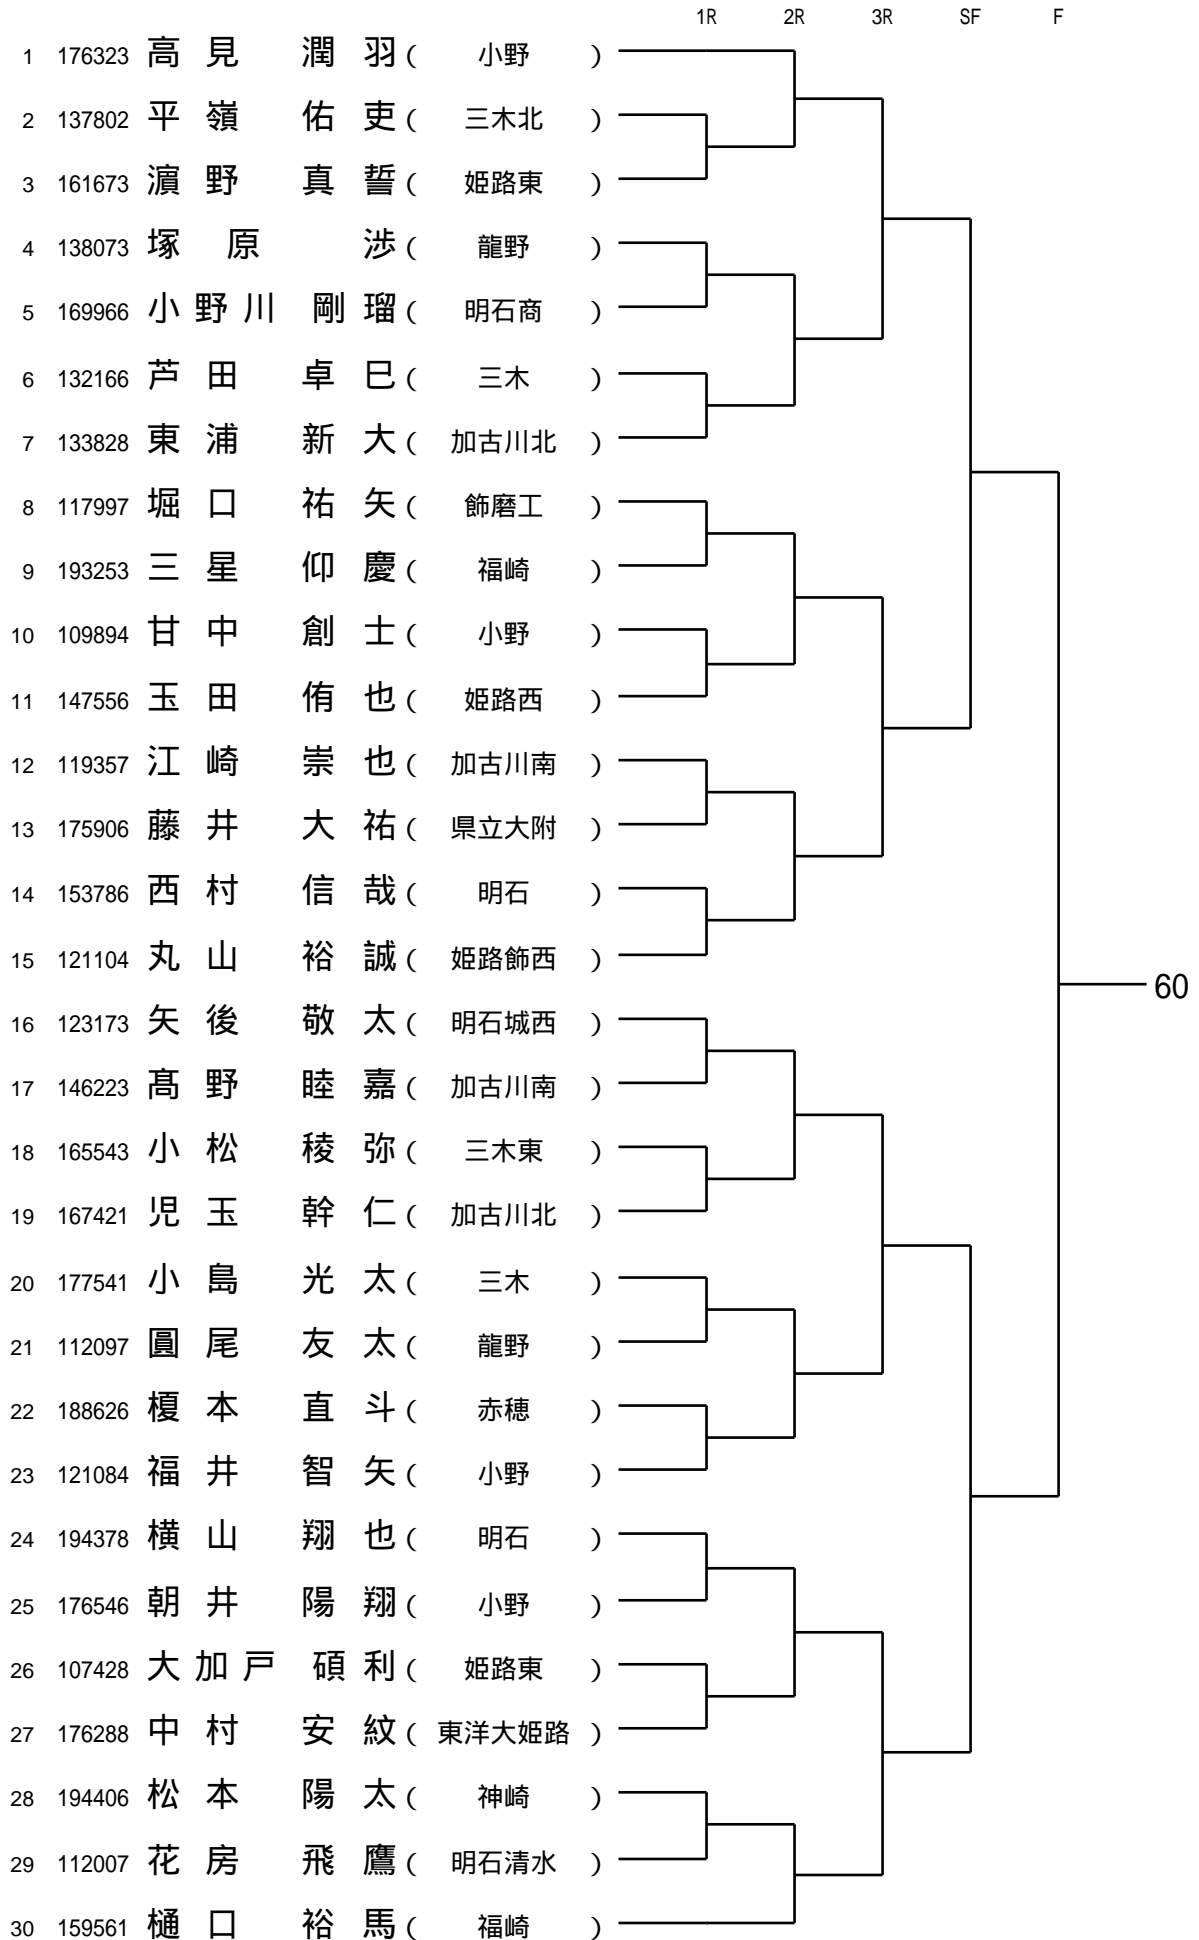 1R 2R 3R SF F
1 176323 高見 潤羽 ( 小野 )
2 137802 平嶺 佑吏 ( 三木北 )
3 161673 濵野 真誓 ( 姫路東 )
4 138073 塚原 渉 ( 龍野 )
5 169966 小野川 剛瑠 ( 明石商 )
6 132166 芦田 卓巳 ( 三木 )
7 133828 東浦 新大 ( 加古川北 )
8 117997 堀口 祐矢 ( 飾磨工 )
9 193253 三星 仰慶 ( 福崎 )
10 109894 甘中 創士 ( 小野 )
11 147556 玉田 侑也 ( 姫路西 )
12 119357 江崎 崇也 ( 加古川南 )
13 175906 藤井 大祐 ( 県立大附 )
14 153786 西村 信哉 ( 明石 )
15 121104 丸山 裕誠 ( 姫路飾西 )
60
16 123173 矢後 敬太 ( 明石城西 )
17 146223 髙野 睦嘉 ( 加古川南 )
18 165543 小松 稜弥 ( 三木東 )
19 167421 児玉 幹仁 ( 加古川北 )
20 177541 小島 光太 ( 三木 )
21 112097 圓尾 友太 ( 龍野 )
22 188626 榎本 直斗 ( 赤穂 )
23 121084 福井 智矢 ( 小野 )
24 194378 横山 翔也 ( 明石 )
25 176546 朝井 陽翔 ( 小野 )
26 107428 大加戸 碩利 ( 姫路東 )
27 176288 中村 安紋 ( 東洋大姫路 )
28 194406 松本 陽太 ( 神崎 )
29 112007 花房 飛鷹 ( 明石清水 )
30 159561 樋口 裕馬 ( 福崎 )